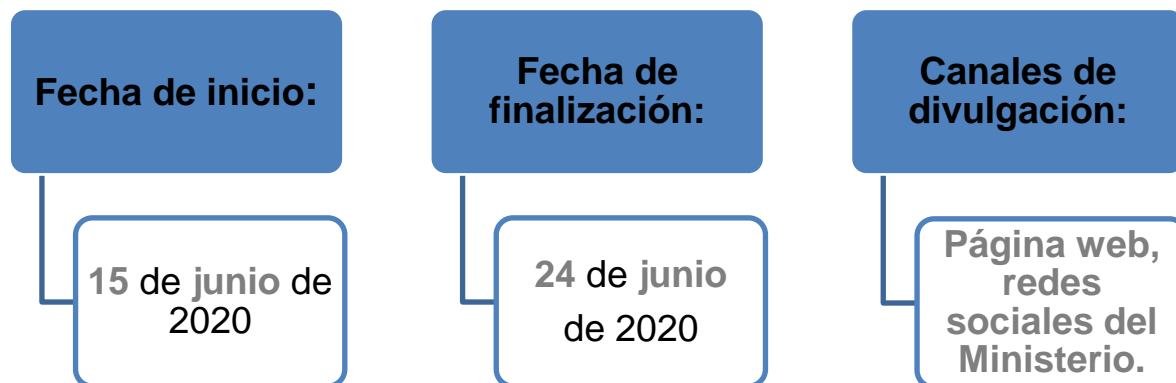 Fecha de inicio:
15 de junio de
2020
Fecha de
finalización:
24 de junio
de 2020
Canales de
divulgación:
Página web,
redes
sociales del
Ministerio.